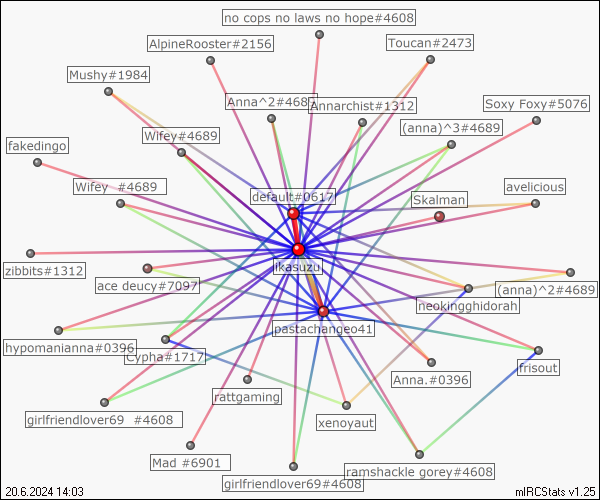 no cops no laws no hope#4608
AlpineRooster#2156
Toucan#2473
Mushy#1984
Anna^2#468
Annarchist#1312
Soxy Foxy#5076
(anna)^3#4689
Wifey#4689
fakedingo
Wifey #4689
default#0617
Skalman
avelicious
ikasuzu
zibbits#1312
ace deucy#7097
(anna)^2#4689
neokingghidorah
pastachangeo41
hypomanianna#0396
Cypha#1717
frisout
Anna.#0396
rattgaming
girlfriendlover69 #4608
xenoyaut
Mad #6901
ramshackle gorey#4608
girlfriendlover69#4608
20.6.2024 14:03
mIRCStats v1.25